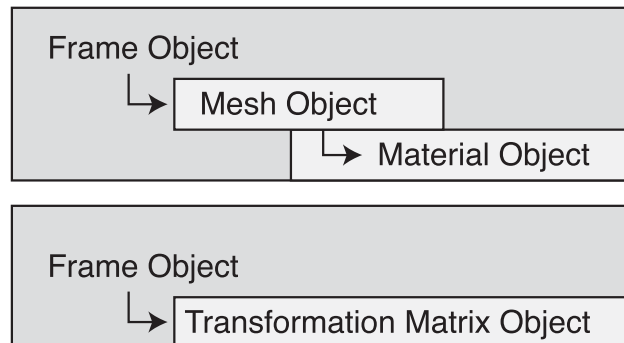 Frame Object
Mesh Object
Material Object
Frame Object
Transformation Matrix Object